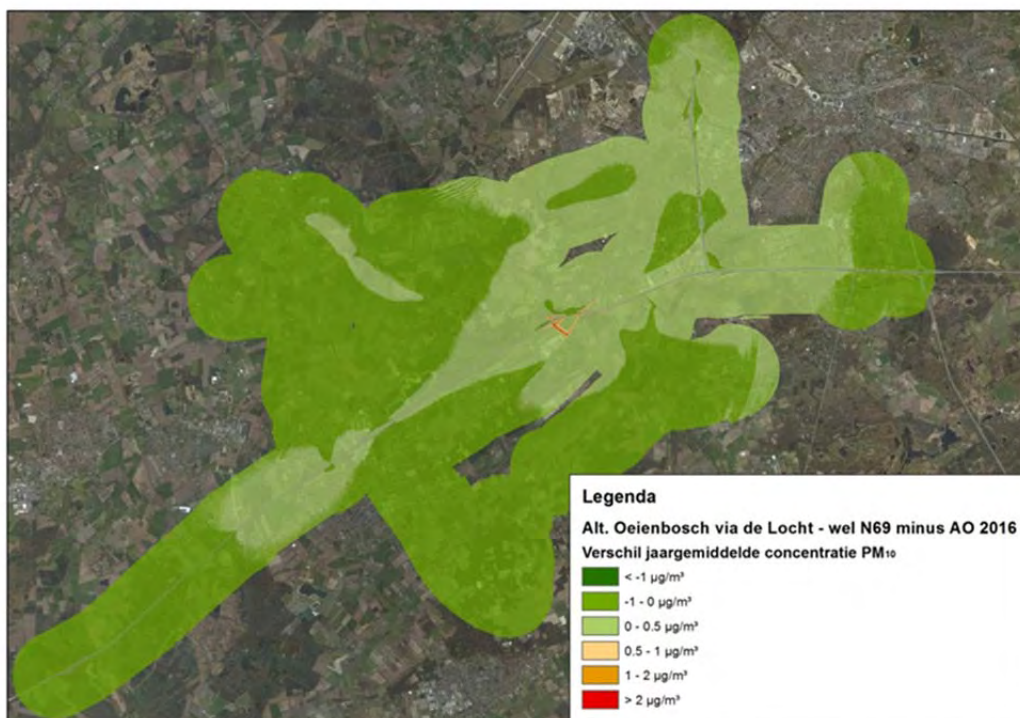 Legenda
Alt. Oeienbosch via de Locht - wel N69 minus AO 2016
Verschil jaargemiddelde concentratie PM₁₀
< -1 µg/m³
-1 - 0 µg/m³
0 - 0.5 µg/m³
0.5 - 1 µg/m³
1 - 2 µg/m³
> 2 µg/m³